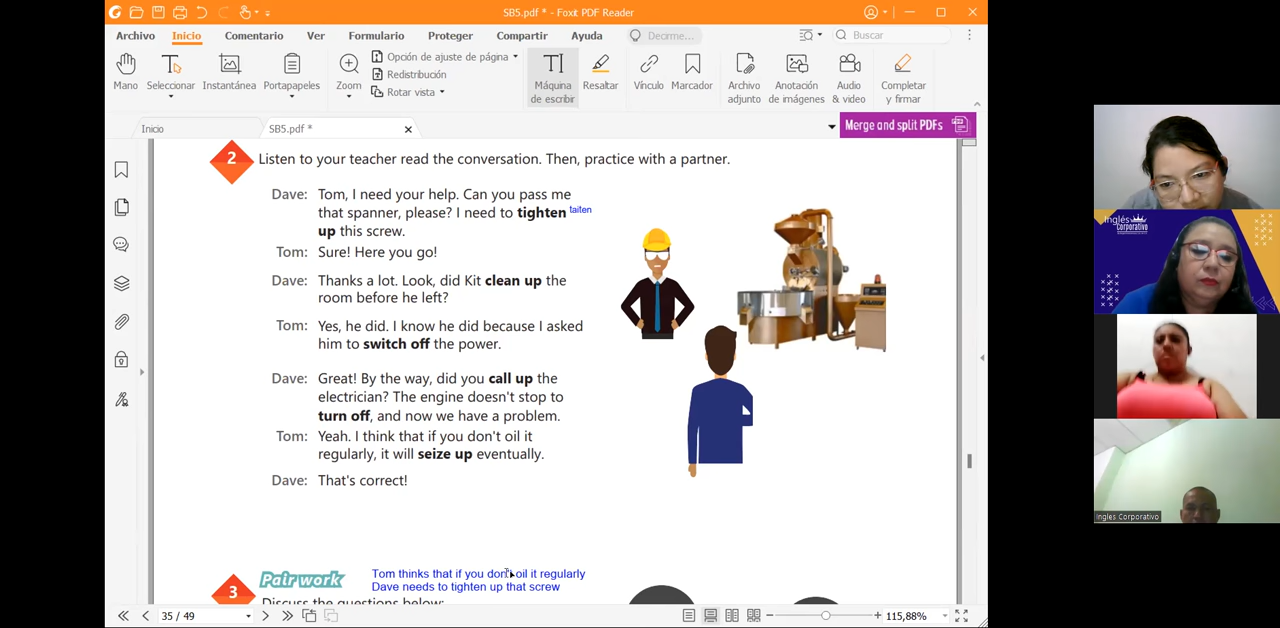 SB5.pdf * - Foxit PDF Reader
Archivo Inicio Comentario Ver Formulario Proteger Compartir Ayuda Decirme... Buscar
Mano Seleccionar Instantánea Portapapeles Zoom Opción de ajuste de página Redistribución Rotar vista Máquina de escribir Resaltar Vínculo Marcador Archivo adjunto Anotación de imágenes Audio & video Completar y firmar
Inicio SB5.pdf * Merge and split PDFs
2 Listen to your teacher read the conversation. Then, practice with a partner.
Dave: Tom, I need your help. Can you pass me
that spanner, please? I need to tighten taiten
up this screw.
Tom: Sure! Here you go!
Dave: Thanks a lot. Look, did Kit clean up the
room before he left?
Tom: Yes, he did. I know he did because I asked
him to switch off the power.
Dave: Great! By the way, did you call up the
electrician? The engine doesn't stop to
turn off, and now we have a problem.
Tom: Yeah. I think that if you don't oil it
regularly, it will seize up eventually.
Dave: That's correct!
3 Pair work
Tom thinks that if you don't oil it regularly
Dave needs to tighten up that screw
Discuss the questions below:
35 / 49 115,88%
Inglés
Corporativo
Ingles Corporativo